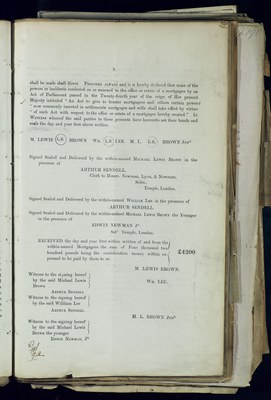 4
shall be made shall direct PROVIDED ALWAYS and it is hereby declared that none of the
powers or incidents conferred on or annexed to the office or estate of a mortgagee by an
Act of Parliament passed in the Twenty-fourth year of the reign of Her present
Majesty intituled "An Act to give to trustees mortgagees and others certain powers
"now commonly inserted in settlements mortgages and wills shall take effect by virtue
"of such Act with respect to the office or estate of a mortgagee hereby created" In
WITNESS whereof the said parties to these presents have hereunto set their hands and
seals the day and year first above written.
M. LEWIS L.S. BROWN Wm. L.S. LEE M. L. L.S. BROWN Junr
Signed Sealed and Delivered by the within-named MICHAEL LEWIS BROWN in the
presence of
ARTHUR SENDELL,
Clerk to Messrs. NEWMAN, LYON, & NEWMAN,
Solrs.,
Temple, London.
Signed Sealed and Delivered by the within-named WILLIAM LEE in the presence of
ARTHUR SENDELL.
Signed Sealed and Delivered by the within-named MICHAEL LEWIS BROWN the Younger
in the presence of
EDWIN NEWMAN Jr.
Solr. Temple, London.
RECEIVED the day and year first within written of and from the
within-named Mortgagees the sum of Four thousand two
hundred pounds being the consideration money within ex-
pressed to be paid by them to us
£4200
M. LEWIS BROWN.
Wm. LEE.
Witness to the signing hereof
by the said Michael Lewis
Brown
ARTHUR SENDELL
Witness to the signing hereof
by the said William Lee
ARTHUR SENDELL
Witness to the signing hereof
by the said Michael Lewis
Brown the younger
EDWIN NEWMAN, Jr.
M. L. BROWN Junr